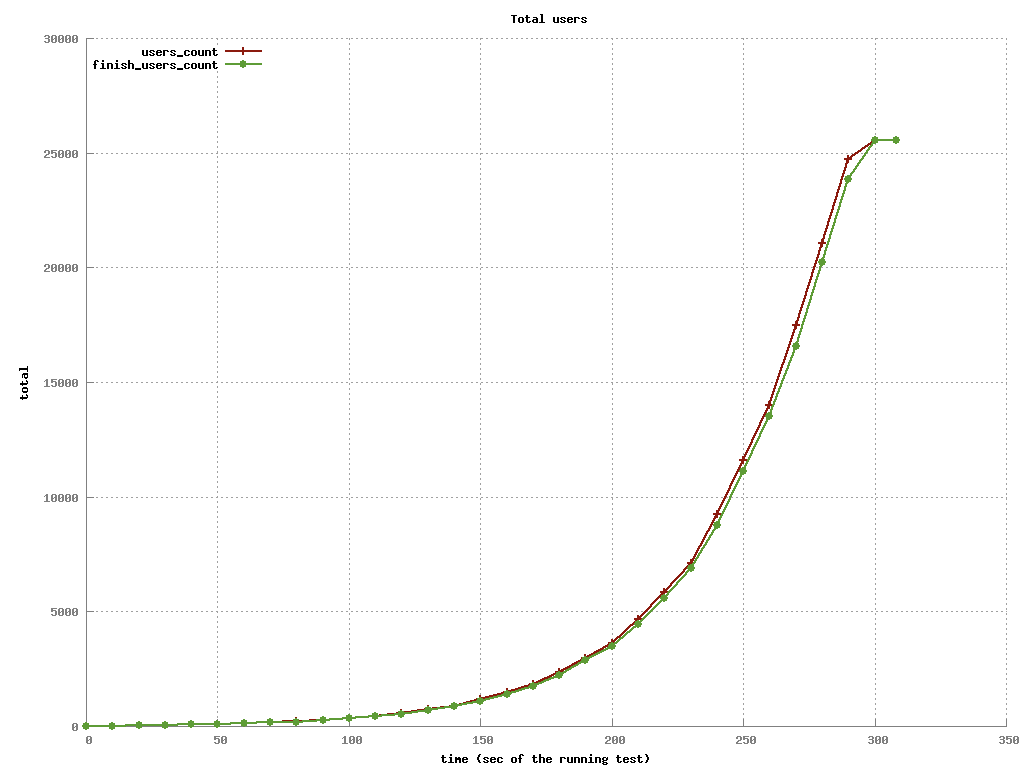 Total users
30000
users_count
finish_users_count
25000
20000
15000
total
10000
5000
0
0 50 100 150 200 250 300 350
time (sec of the running test)